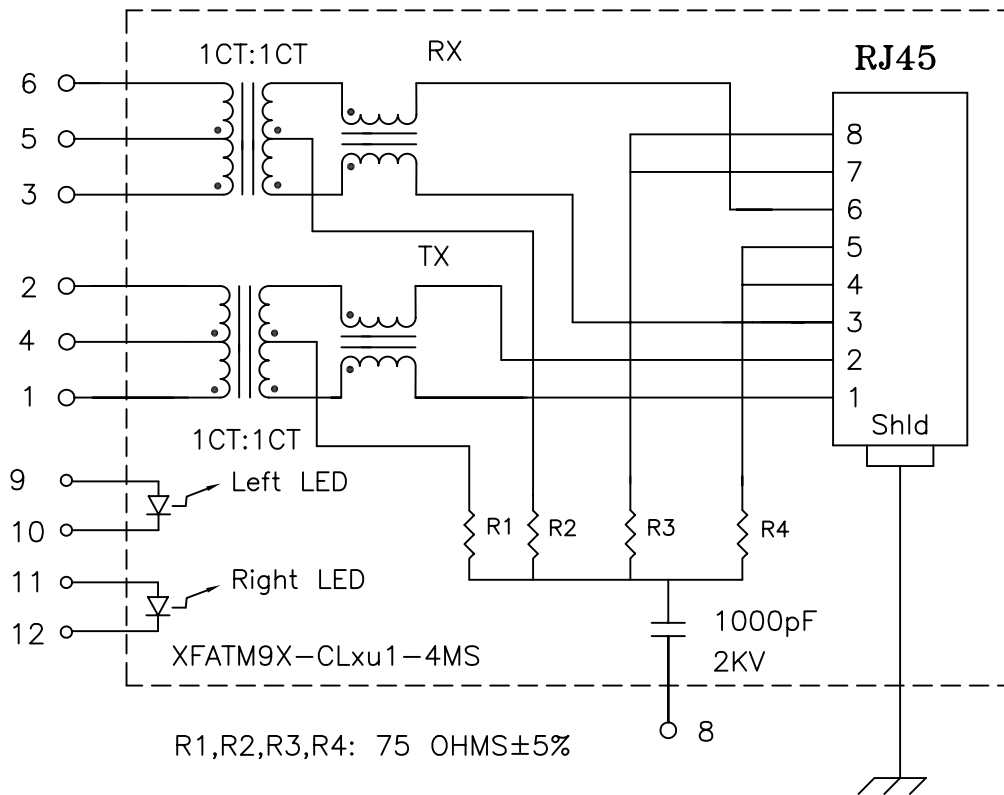 1CT:1CT
RX
RJ45
6
5
3
8
7
6
5
4
3
2
1
Shld
TX
2
4
1
1CT:1CT
9
Left LED
10
R1
R2
R3
R4
11
Right LED
12
1000pF
2KV
XFATM9X-CLxu1-4MS
8
R1,R2,R3,R4: 75 OHMS±5%